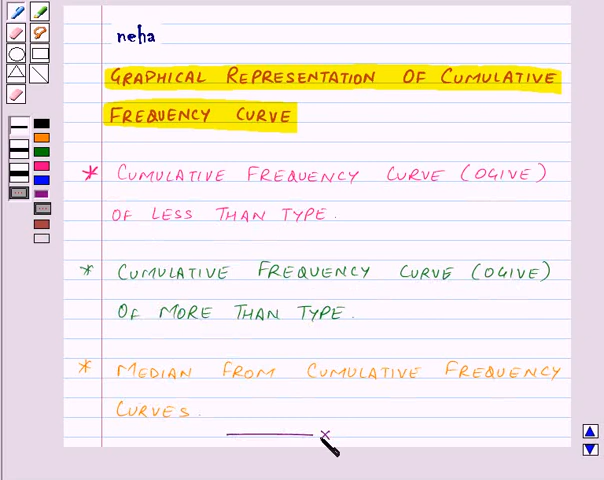 neha
GRAPHICAL REPRESENTATION OF CUMULATIVE
FREQUENCY CURVE
* CUMULATIVE FREQUENCY CURVE (OGIVE)
OF LESS THAN TYPE.
* CUMULATIVE FREQUENCY CURVE (OGIVE)
OF MORE THAN TYPE.
* MEDIAN FROM CUMULATIVE FREQUENCY
CURVES.